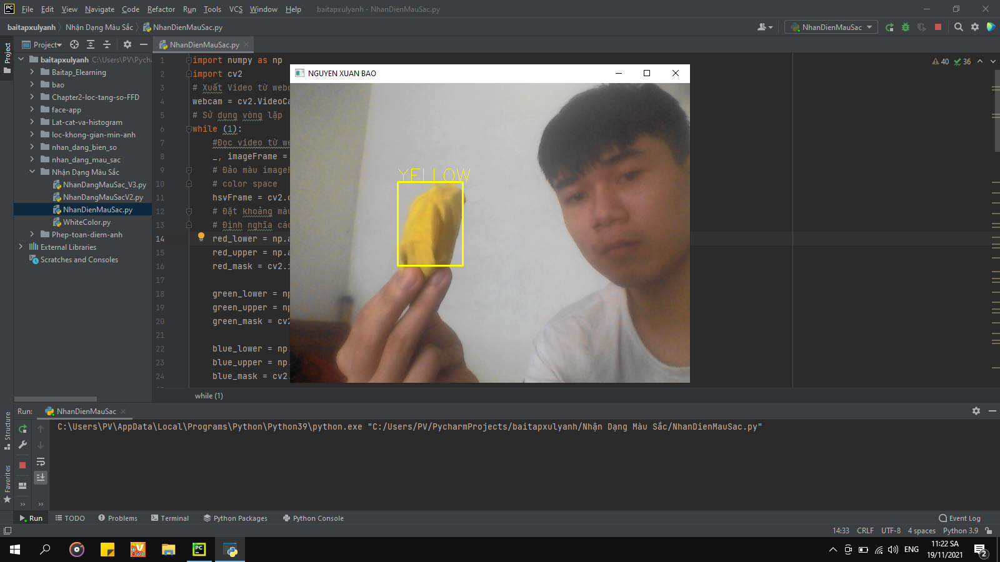 File Edit View Navigate Code Refactor Run Tools VCS Window Help baitapxulyanh - NhanDienMauSac.py
baitapxulyanh Nhận Dạng Màu Sắc NhanDienMauSac.py NhanDienMauSac
Project NhanDienMauSac.py
Project
baitapxulyanh C:\Users\PV\Pycha
Baitap_Elearning
bao
Chapter2-loc-tang-so-FFD
face-app
Lat-cat-va-histogram
loc-khong-gian-min-anh
nhan_dang_bien_so
nhan_dang_mau_sac
Nhận Dạng Màu Sắc
NhanDangMauSac_V3.py
NhanDangMauSacV2.py
NhanDienMauSac.py
WhiteColor.py
Phep-toan-diem-anh
External Libraries
Scratches and Consoles
40 36
1 import numpy as np
2 import cv2
3 # Xuất Video từ webc
4 webcam = cv2.VideoCa
5 # Sử dụng vòng lặp
6 while (1):
7 #Đọc video từ we
8 _, imageFrame =
9 # Đảo màu imageF
10 # color space
11 hsvFrame = cv2.c
12 # Đặt khoảng màu
13 # Định nghĩa các
14 red_lower = np.a
15 red_upper = np.a
16 red_mask = cv2.i
17
18 green_lower = np
19 green_upper = np
20 green_mask = cv2
21
22 blue_lower = np.
23 blue_upper = np.
24 blue_mask = cv2.
while (1)
NGUYEN XUAN BAO
YELLOW
Run: NhanDienMauSac
C:\Users\PV\AppData\Local\Programs\Python\Python39\python.exe "C:/Users/PV/PycharmProjects/baitapxulyanh/Nhận Dạng Màu Sắc/NhanDienMauSac.py"
Structure
Favorites
Run TODO Problems Terminal Python Packages Python Console Event Log
14:33 CRLF UTF-8 4 spaces Python 3.9
ENG 11:22 SA
19/11/2021
2